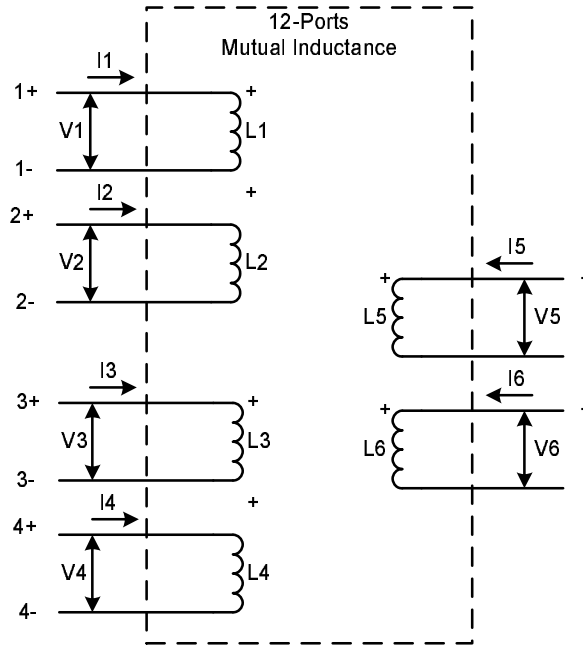 12-Ports
Mutual Inductance
I1
1+
+
V1
L1
1-
I2
+
2+
V2
L2
2-
I5
+
L5
V5
I3
I6
3+
+
+
V3
L3
L6
V6
3-
I4
+
4+
V4
L4
4-